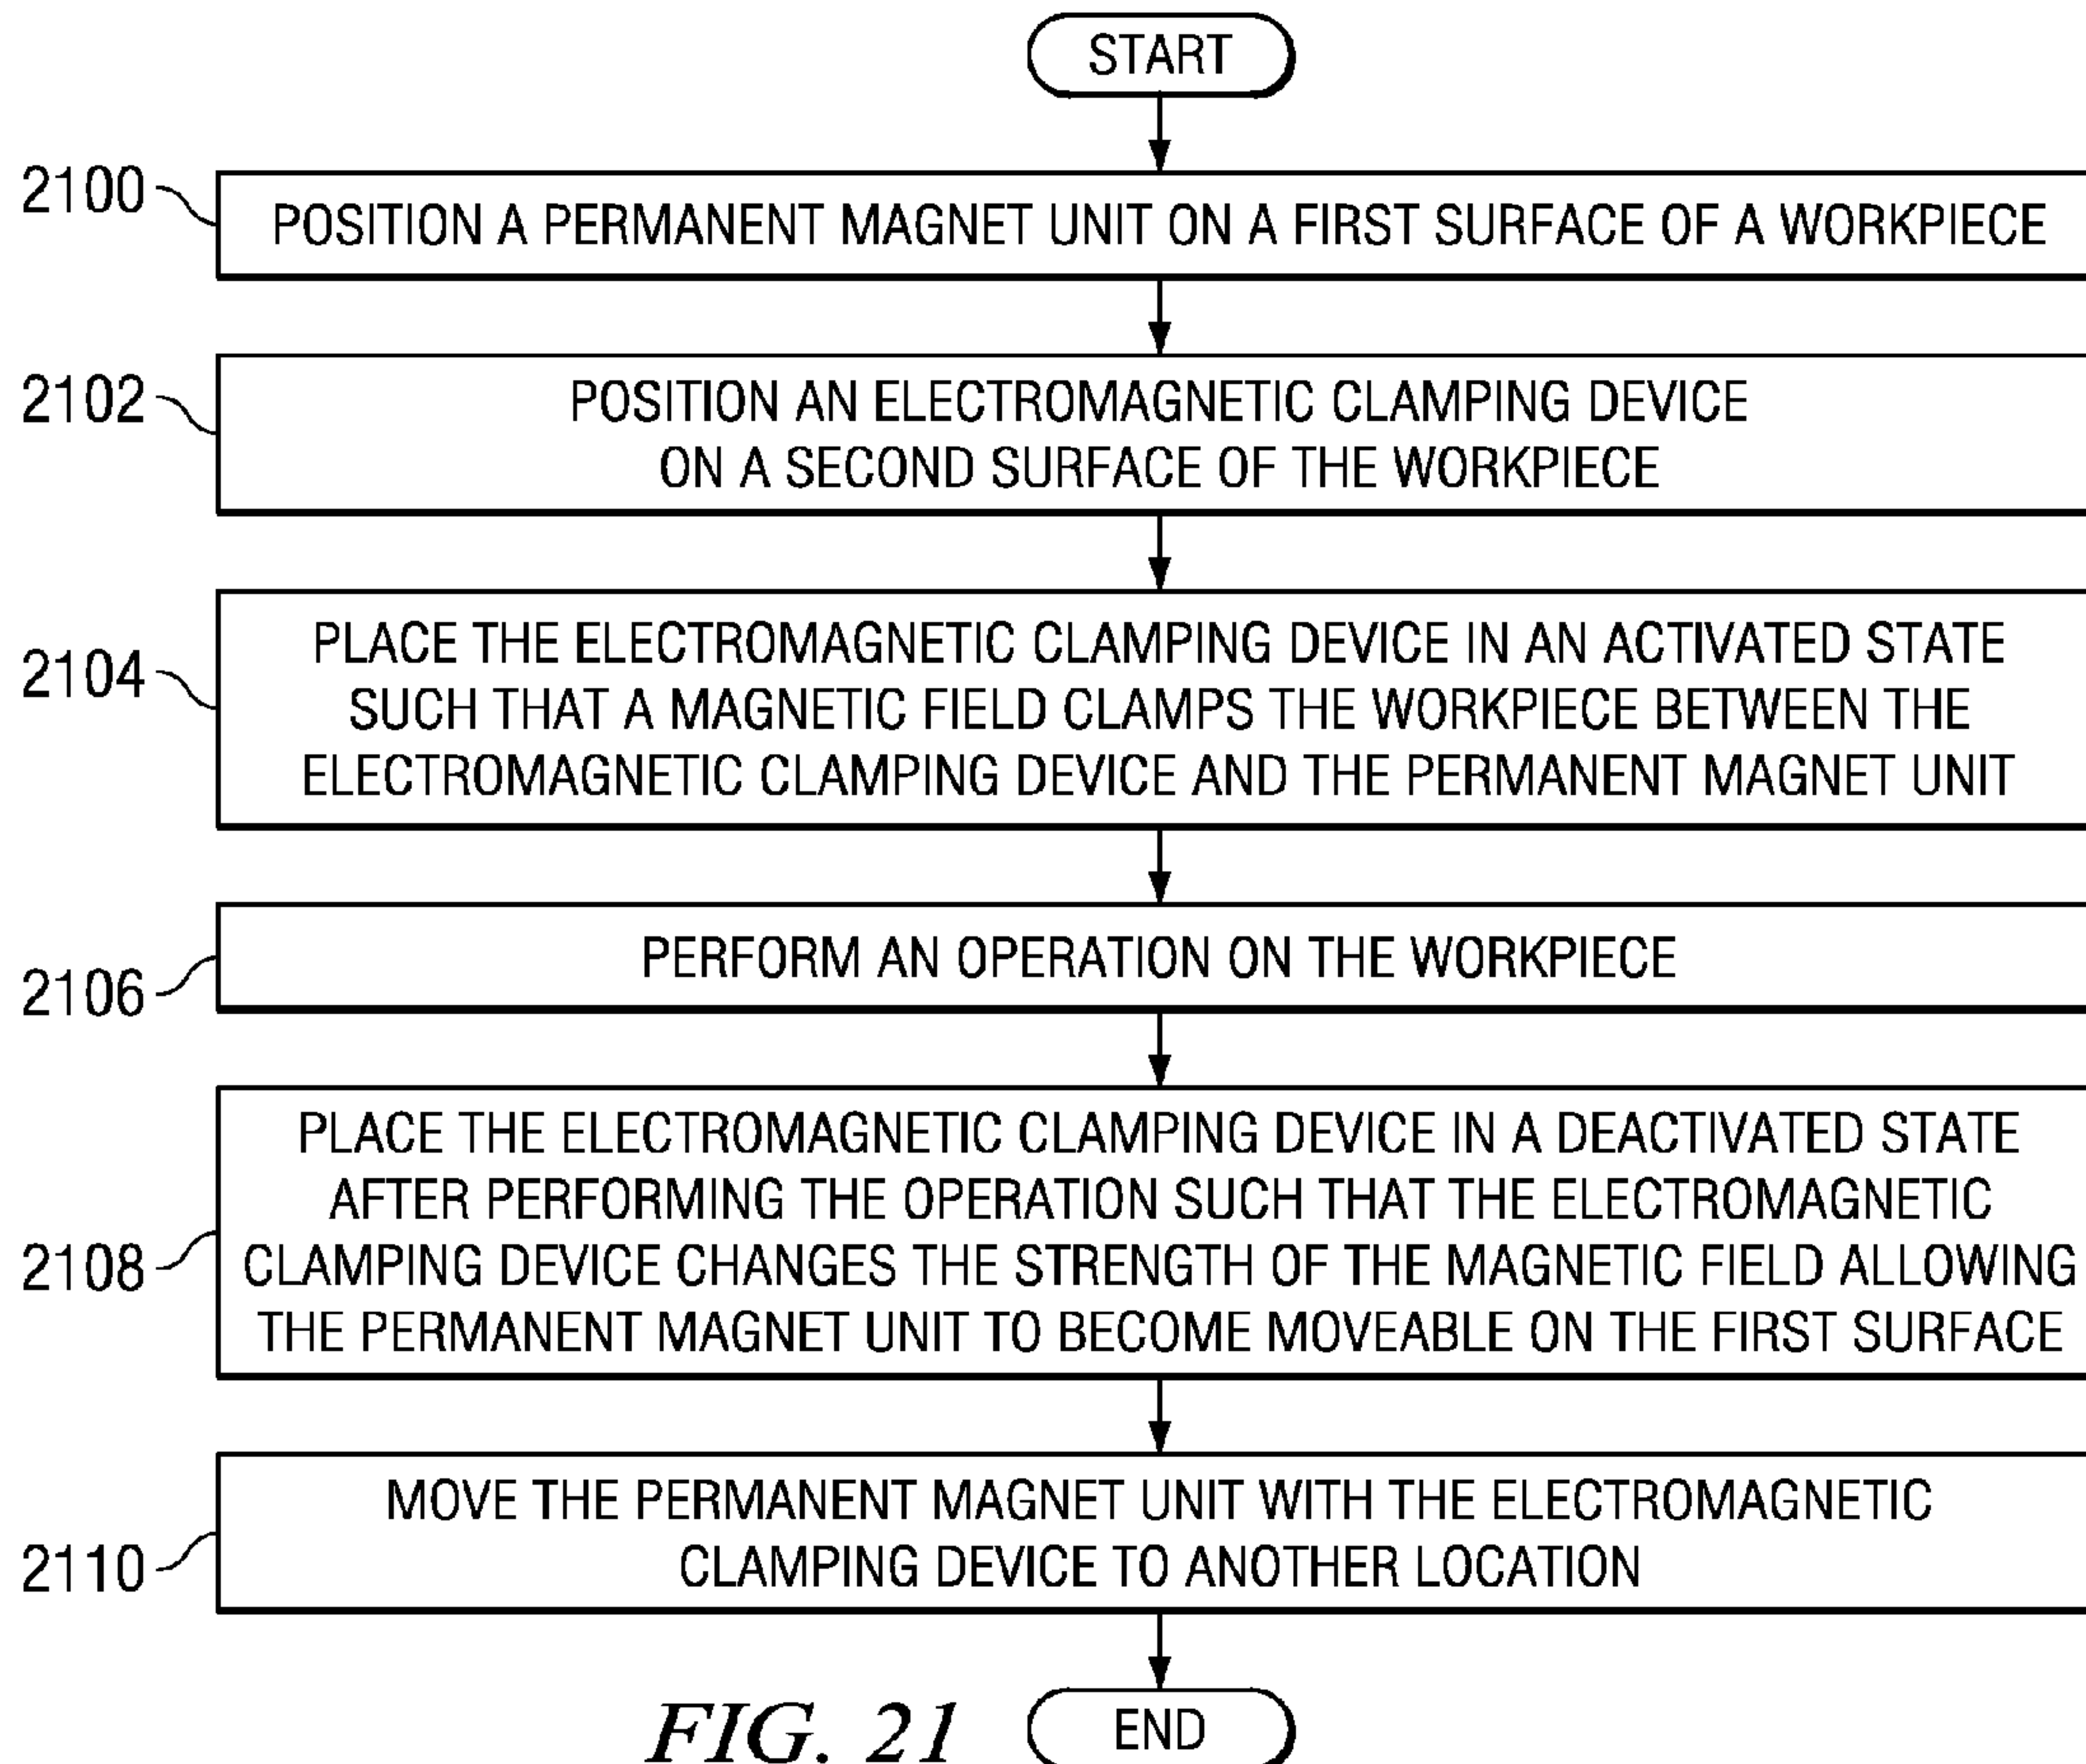 START
2100
POSITION A PERMANENT MAGNET UNIT ON A FIRST SURFACE OF A WORKPIECE
2102
POSITION AN ELECTROMAGNETIC CLAMPING DEVICE
ON A SECOND SURFACE OF THE WORKPIECE
2104
PLACE THE ELECTROMAGNETIC CLAMPING DEVICE IN AN ACTIVATED STATE
SUCH THAT A MAGNETIC FIELD CLAMPS THE WORKPIECE BETWEEN THE
ELECTROMAGNETIC CLAMPING DEVICE AND THE PERMANENT MAGNET UNIT
2106
PERFORM AN OPERATION ON THE WORKPIECE
2108
PLACE THE ELECTROMAGNETIC CLAMPING DEVICE IN A DEACTIVATED STATE
AFTER PERFORMING THE OPERATION SUCH THAT THE ELECTROMAGNETIC
CLAMPING DEVICE CHANGES THE STRENGTH OF THE MAGNETIC FIELD ALLOWING
THE PERMANENT MAGNET UNIT TO BECOME MOVEABLE ON THE FIRST SURFACE
2110
MOVE THE PERMANENT MAGNET UNIT WITH THE ELECTROMAGNETIC
CLAMPING DEVICE TO ANOTHER LOCATION
FIG. 21
END